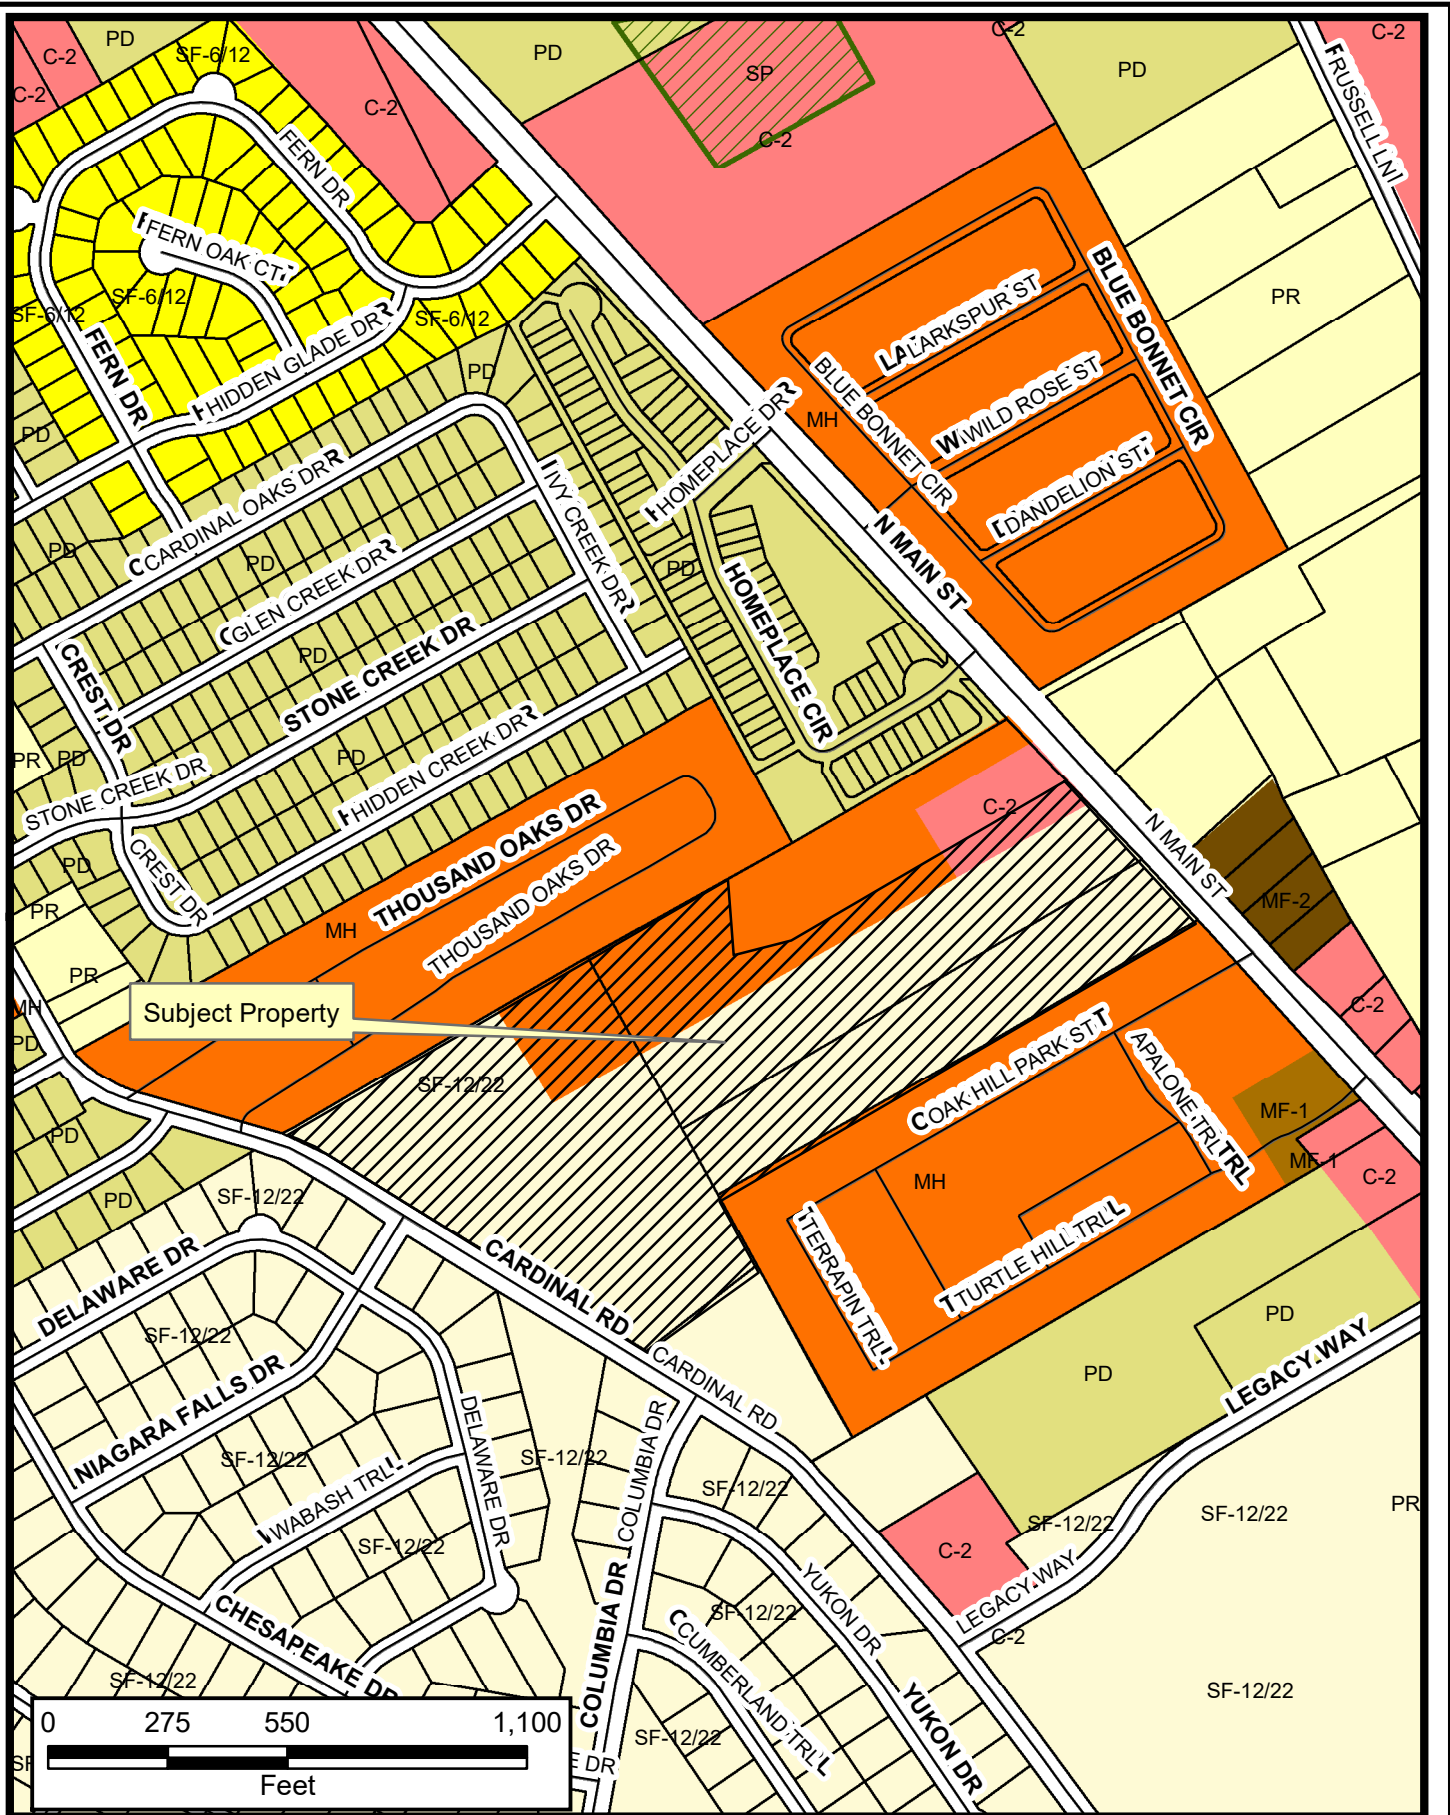 C-2
PD
SF-6/12
PD
SP
C-2
C-2
PD
C-2
C-2
C-2
FERN DR
RUSSELL LN
FERN OAK CT
SF-6/12
SF-6/12
SF-6/12
PR
BLUE BONNET CIR
LARKSPUR ST
HIDDEN GLADE DR
FERN DR
PD
BLUE BONNET CIR
WILD ROSE ST
MH
HOMEPLACE DR
PD
CARDINAL OAKS DR
IVY CREEK DR
DANDELION ST
N MAIN ST
PD
PD
GLEN CREEK DR
PD
HOMEPLACE CIR
STONE CREEK DR
PD
CREST DR
HIDDEN CREEK DR
PD
PR
PD
STONE CREEK DR
C-2
N MAIN ST
THOUSAND OAKS DR
THOUSAND OAKS DR
PD
CREST DR
PR
MH
MF-2
PR
MH
Subject Property
C-2
PD
OAK HILL PARK ST
APALONE TRL
TRL
SF-12/22
MF-1
PD
MF-1
C-2
MH
PD
SF-12/22
TERRAPIN TRL
TURTLE HILL TRL
DELAWARE DR
CARDINAL RD
PD
SF-12/22
CARDINAL RD
LEGACY WAY
PD
NIAGARA FALLS DR
DELAWARE DR
COLUMBIA DR
SF-12/22
SF-12/22
WABASH TRL
SF-12/22
PR
SF-12/22
SF-12/22
C-2
SF-12/22
LEGACY WAY
CHESAPEAKE DR
COLUMBIA DR
YUKON DR
SF-12/22
CUMBERLAND TRL
C-2
SF-12/22
SF-12/22
YUKON DR
SF-12/22
0 275 550 1,100
Feet
E DR